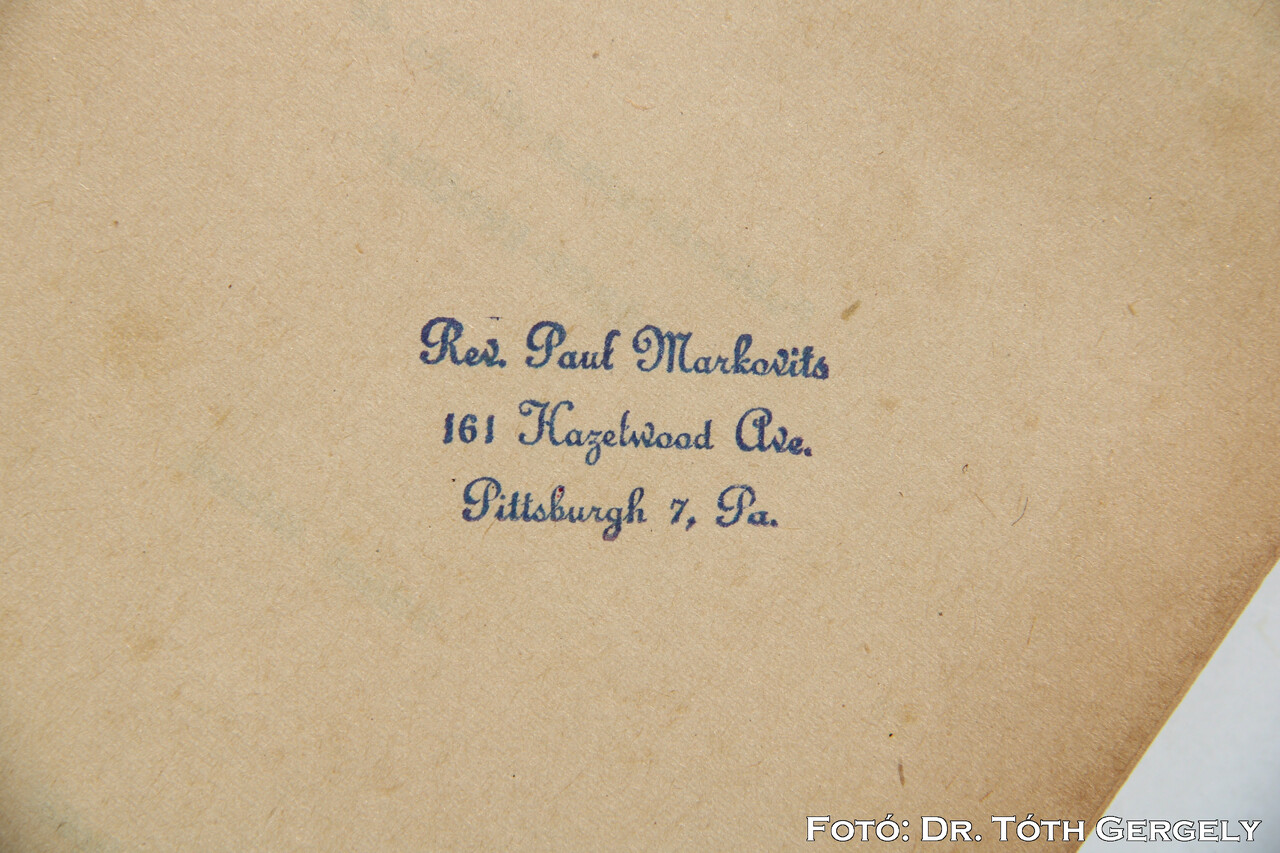 Rev. Paul Markovits
161 Hazelwood Ave.
Pittsburgh 7, Pa.
Fotó: Dr. Tóth Gergely